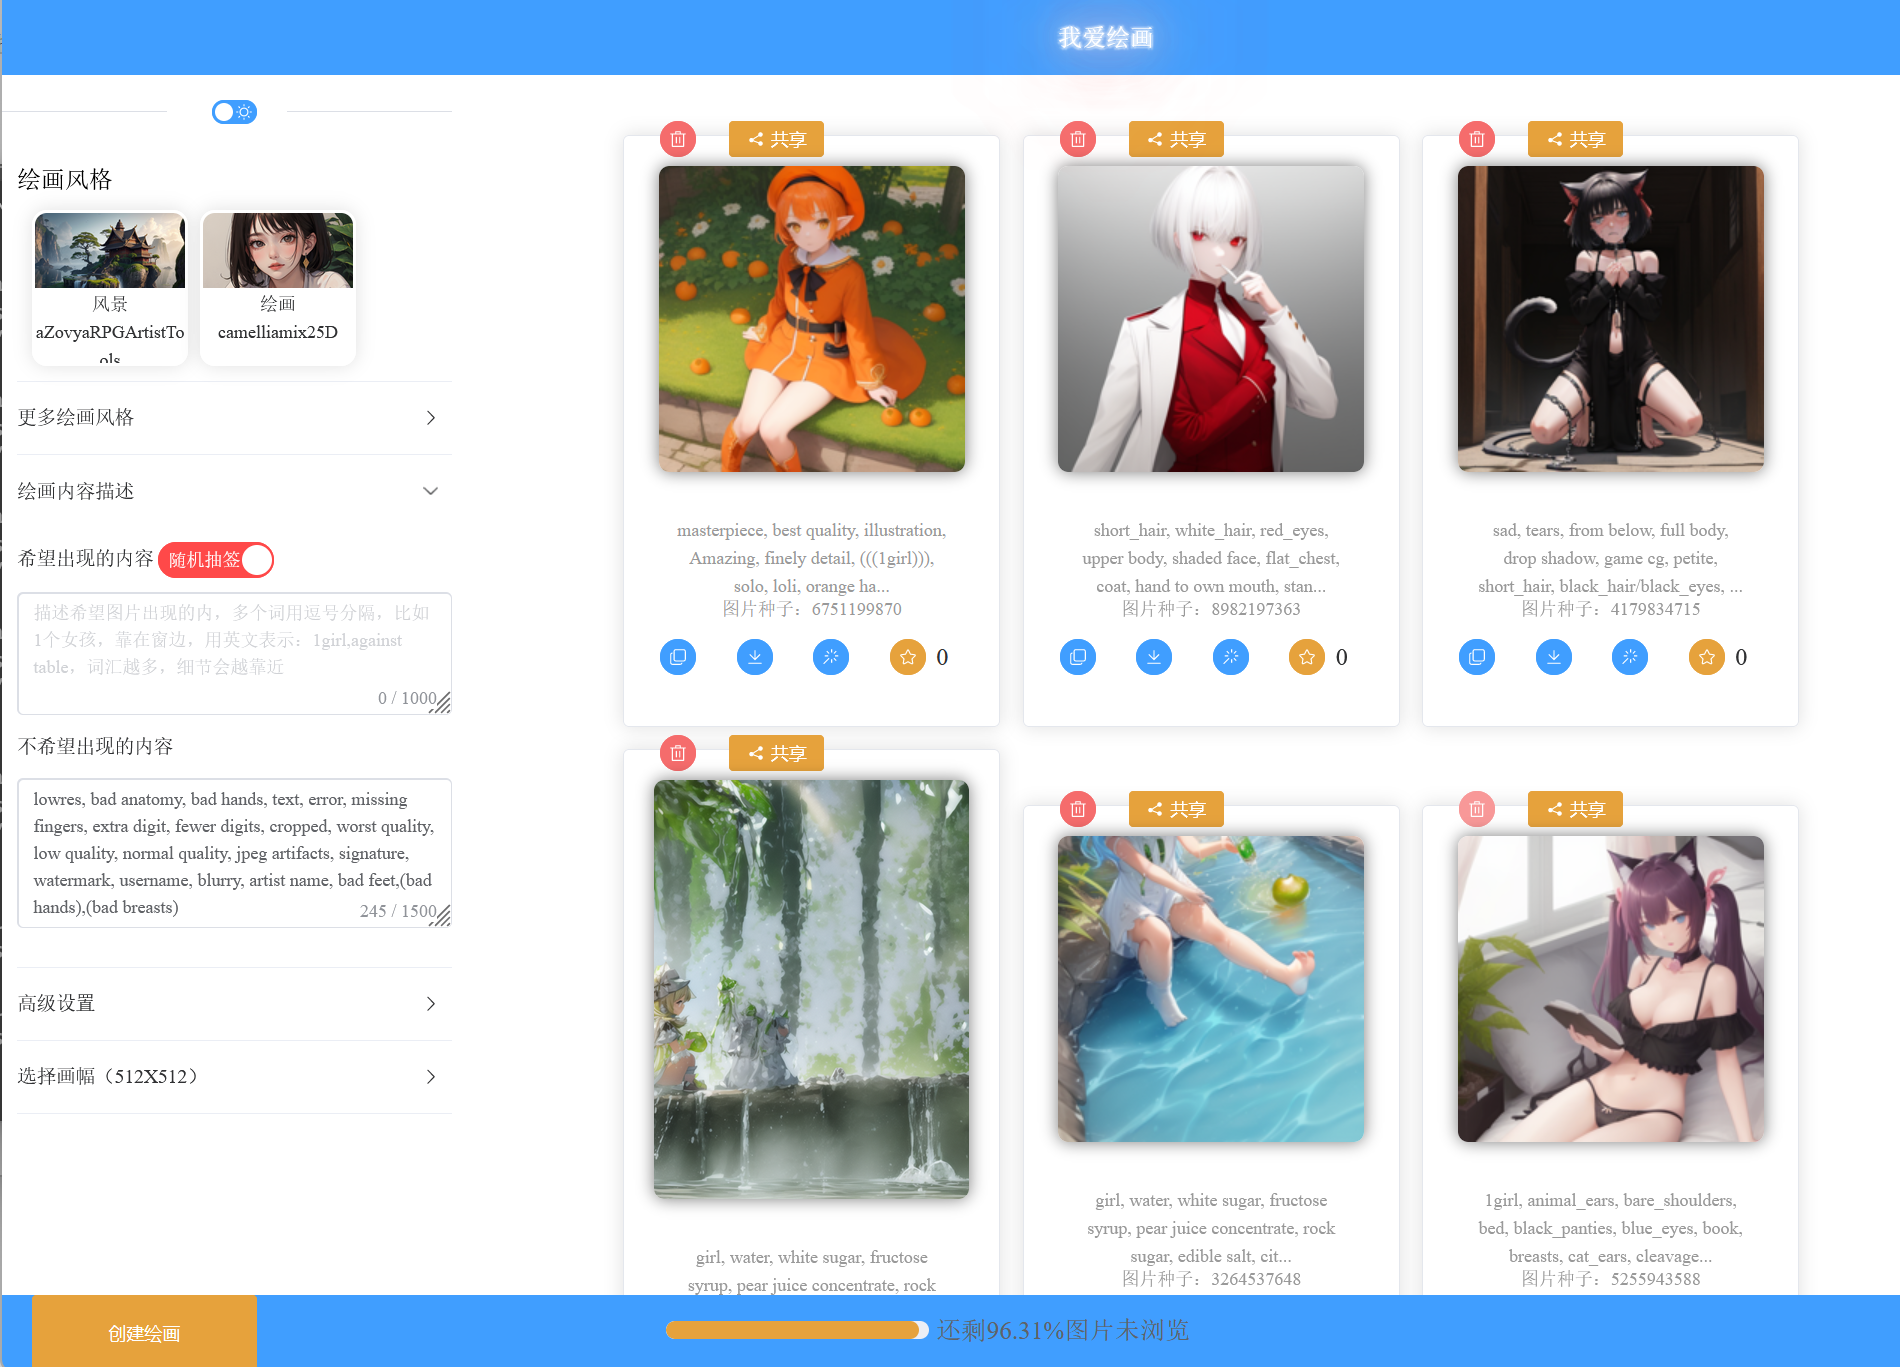 我爱绘画
绘画风格
风景
aZovyaRPGArtistTo
ols
绘画
camelliamix25D
更多绘画风格
绘画内容描述
希望出现的内容 随机抽签
描述希望图片出现的内，多个词用逗号分隔，比如
1个女孩，靠在窗边，用英文表示：1girl,against
table，词汇越多，细节会越靠近
0 / 1000
不希望出现的内容
lowres, bad anatomy, bad hands, text, error, missing
fingers, extra digit, fewer digits, cropped, worst quality,
low quality, normal quality, jpeg artifacts, signature,
watermark, username, blurry, artist name, bad feet,(bad
hands),(bad breasts)
245 / 1500
高级设置
选择画幅（512X512）
创建绘画
共享
masterpiece, best quality, illustration,
Amazing, finely detail, (((1girl))),
solo, loli, orange ha...
图片种子：6751199870
0
共享
short_hair, white_hair, red_eyes,
upper body, shaded face, flat_chest,
coat, hand to own mouth, stan...
图片种子：8982197363
0
共享
sad, tears, from below, full body,
drop shadow, game cg, petite,
short_hair, black_hair/black_eyes, ...
图片种子：4179834715
0
共享
girl, water, white sugar, fructose
syrup, pear juice concentrate, rock
共享
girl, water, white sugar, fructose
syrup, pear juice concentrate, rock
sugar, edible salt, cit...
图片种子：3264537648
共享
1girl, animal_ears, bare_shoulders,
bed, black_panties, blue_eyes, book,
breasts, cat_ears, cleavage...
图片种子：5255943588
还剩96.31%图片未浏览